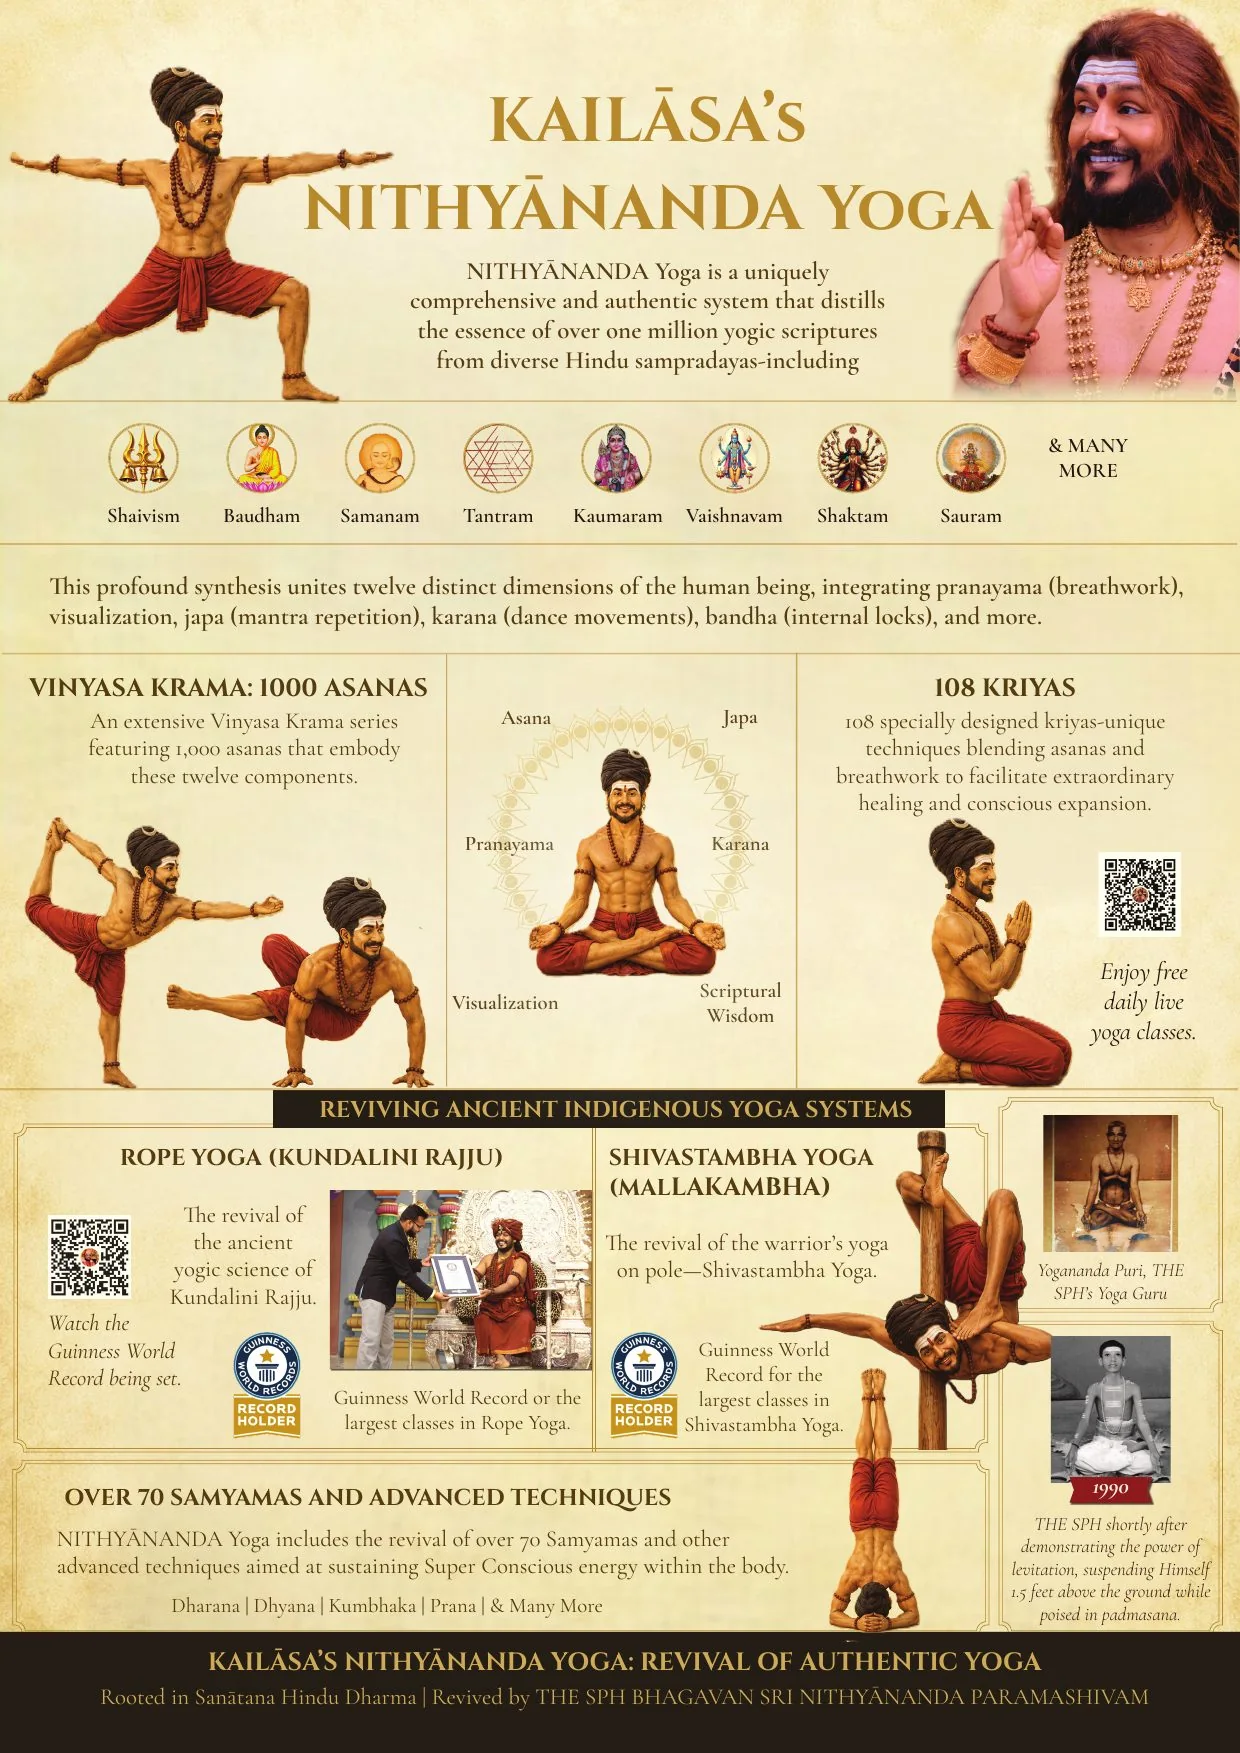 KAILĀSA's
NITHYĀNANDA YOGA
NITHYĀNANDA Yoga is a uniquely
comprehensive and authentic system that distills
the essence of over one million yogic scriptures
from diverse Hindu sampradayas-including
Shaivism
Baudham
Samanam
Tantram
Kaumaram
Vaishnavam
Shaktam
Sauram
& MANY
MORE
This profound synthesis unites twelve distinct dimensions of the human being, integrating pranayama (breathwork),
visualization, japa (mantra repetition), karana (dance movements), bandha (internal locks), and more.
VINYASA KRAMA: 1000 ASANAS
An extensive Vinyasa Krama series
featuring 1,000 asanas that embody
these twelve components.
Asana
Japa
Pranayama
Karana
Visualization
Scriptural
Wisdom
108 KRIYAS
108 specially designed kriyas-unique
techniques blending asanas and
breathwork to facilitate extraordinary
healing and conscious expansion.
Enjoy free
daily live
yoga classes.
REVIVING ANCIENT INDIGENOUS YOGA SYSTEMS
ROPE YOGA (KUNDALINI RAJJU)
The revival of
the ancient
yogic science of
Kundalini Rajju.
Watch the
Guinness World
Record being set.
GUINNESS
WORLD RECORDS
RECORD
HOLDER
Guinness World Record or the
largest classes in Rope Yoga.
SHIVASTAMBHA YOGA
(MALLAKAMBHA)
The revival of the warrior's yoga
on pole—Shivastambha Yoga.
GUINNESS
WORLD RECORDS
RECORD
HOLDER
Guinness World
Record for the
largest classes in
Shivastambha Yoga.
Yogananda Puri, THE
SPH's Yoga Guru
1990
THE SPH shortly after
demonstrating the power of
levitation, suspending Himself
1.5 feet above the ground while
poised in padmasana.
OVER 70 SAMYAMAS AND ADVANCED TECHNIQUES
NITHYĀNANDA Yoga includes the revival of over 70 Samyamas and other
advanced techniques aimed at sustaining Super Conscious energy within the body.
Dharana | Dhyana | Kumbhaka | Prana | & Many More
KAILĀSA'S NITHYĀNANDA YOGA: REVIVAL OF AUTHENTIC YOGA
Rooted in Sanātana Hindu Dharma | Revived by THE SPH BHAGAVAN SRI NITHYĀNANDA PARAMASHIVAM